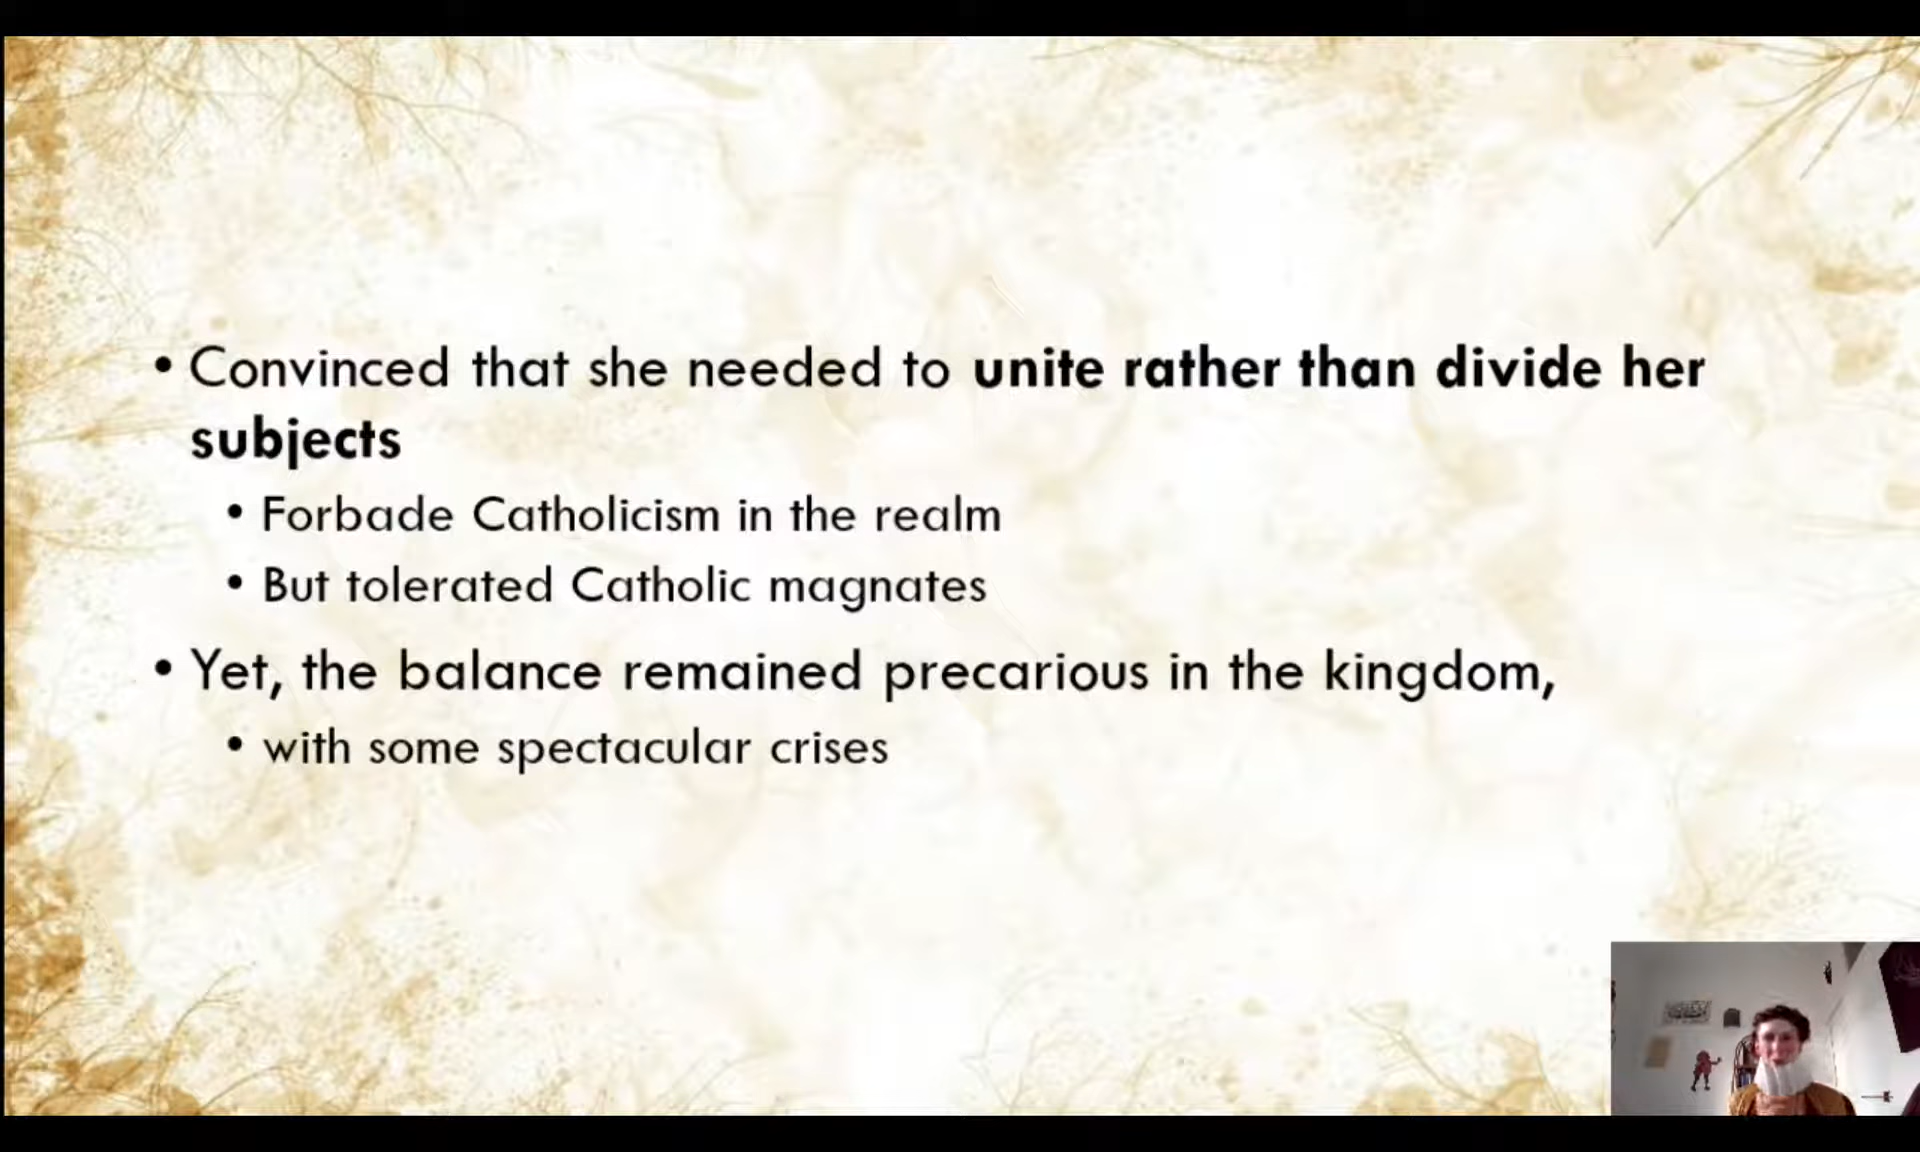 • Convinced that she needed to unite rather than divide her
subjects
• Forbade Catholicism in the realm
• But tolerated Catholic magnates
• Yet, the balance remained precarious in the kingdom,
• with some spectacular crises